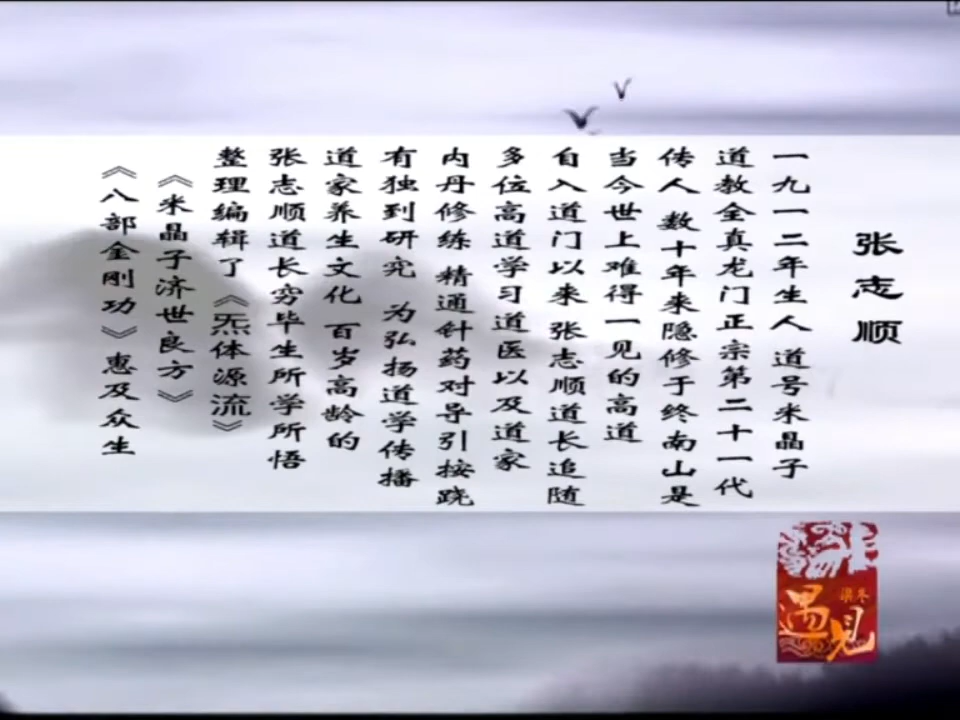 张志顺
一九一二年生人 道号米晶子
道教全真龙门正宗第二十一代
传人 数十年来隐修于终南山是
当今世上难得一见的高道
自入道门以来 张志顺道长追随
多位高道学习道医以及道家
内丹修练 精通针药对导引按跷
有独到研究 为弘扬道学传播
道家养生文化 百岁高龄的
张志顺道长穷毕生所学所悟
整理编辑了《炁体源流》
《米晶子济世良方》
《八部金刚功》惠及众生
遇见